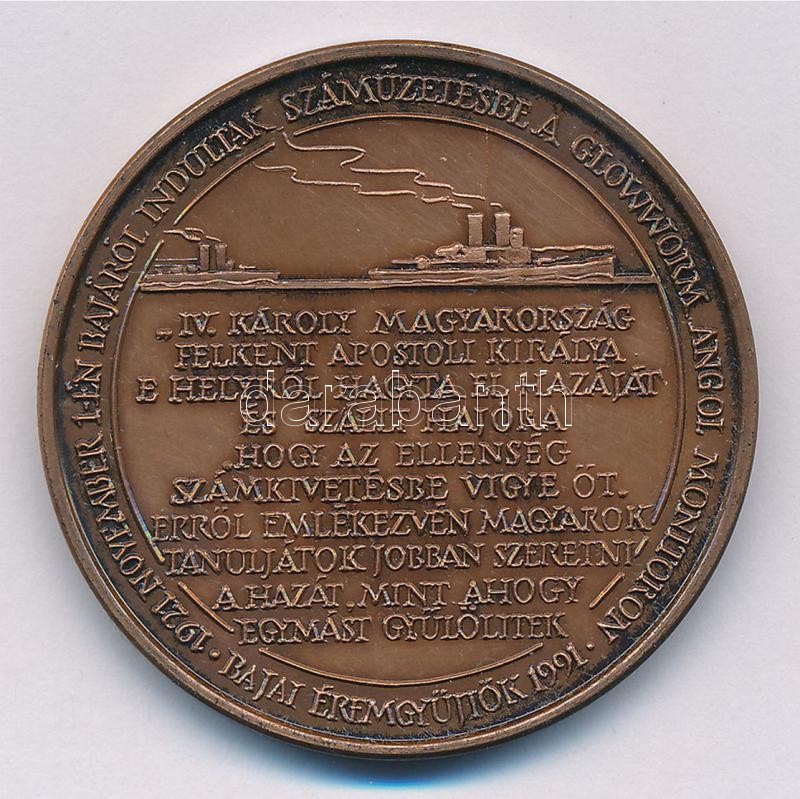 1921 NOVEMBER 1-ÉN BAJÁRÓL INDULTAK SZÁMŰZETÉSBE A GLOWWORM ANGOL MONITORON · BAJAI ÉREMGYŰJTŐK 1991 ·
„IV. KÁROLY MAGYARORSZÁG
FELKENT APOSTOLI KIRÁLYA
E HELYRŐL HAGYTA EL HAZÁJÁT
ÉS SZÁLLT HAJÓRA
HOGY AZ ELLENSÉG
SZÁMKIVETÉSBE VIGYE ŐT.
ERRŐL EMLÉKEZVÉN MAGYAROK
TANULJÁTOK JOBBAN SZERETNI
A HAZÁT, MINT AHOGY
EGYMÁST GYŰLÖLITEK
darabanth